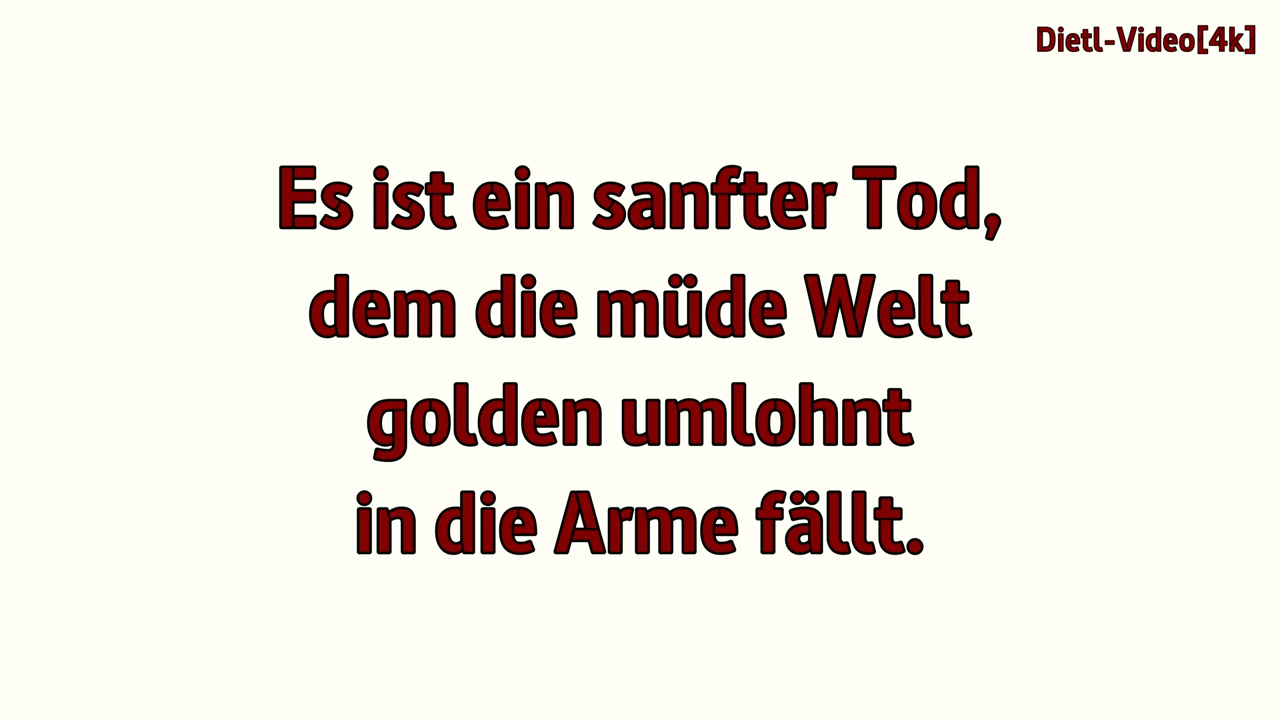 Dietl-Video[4k]
Es ist ein sanfter Tod,
dem die müde Welt
golden umlohnt
in die Arme fällt.